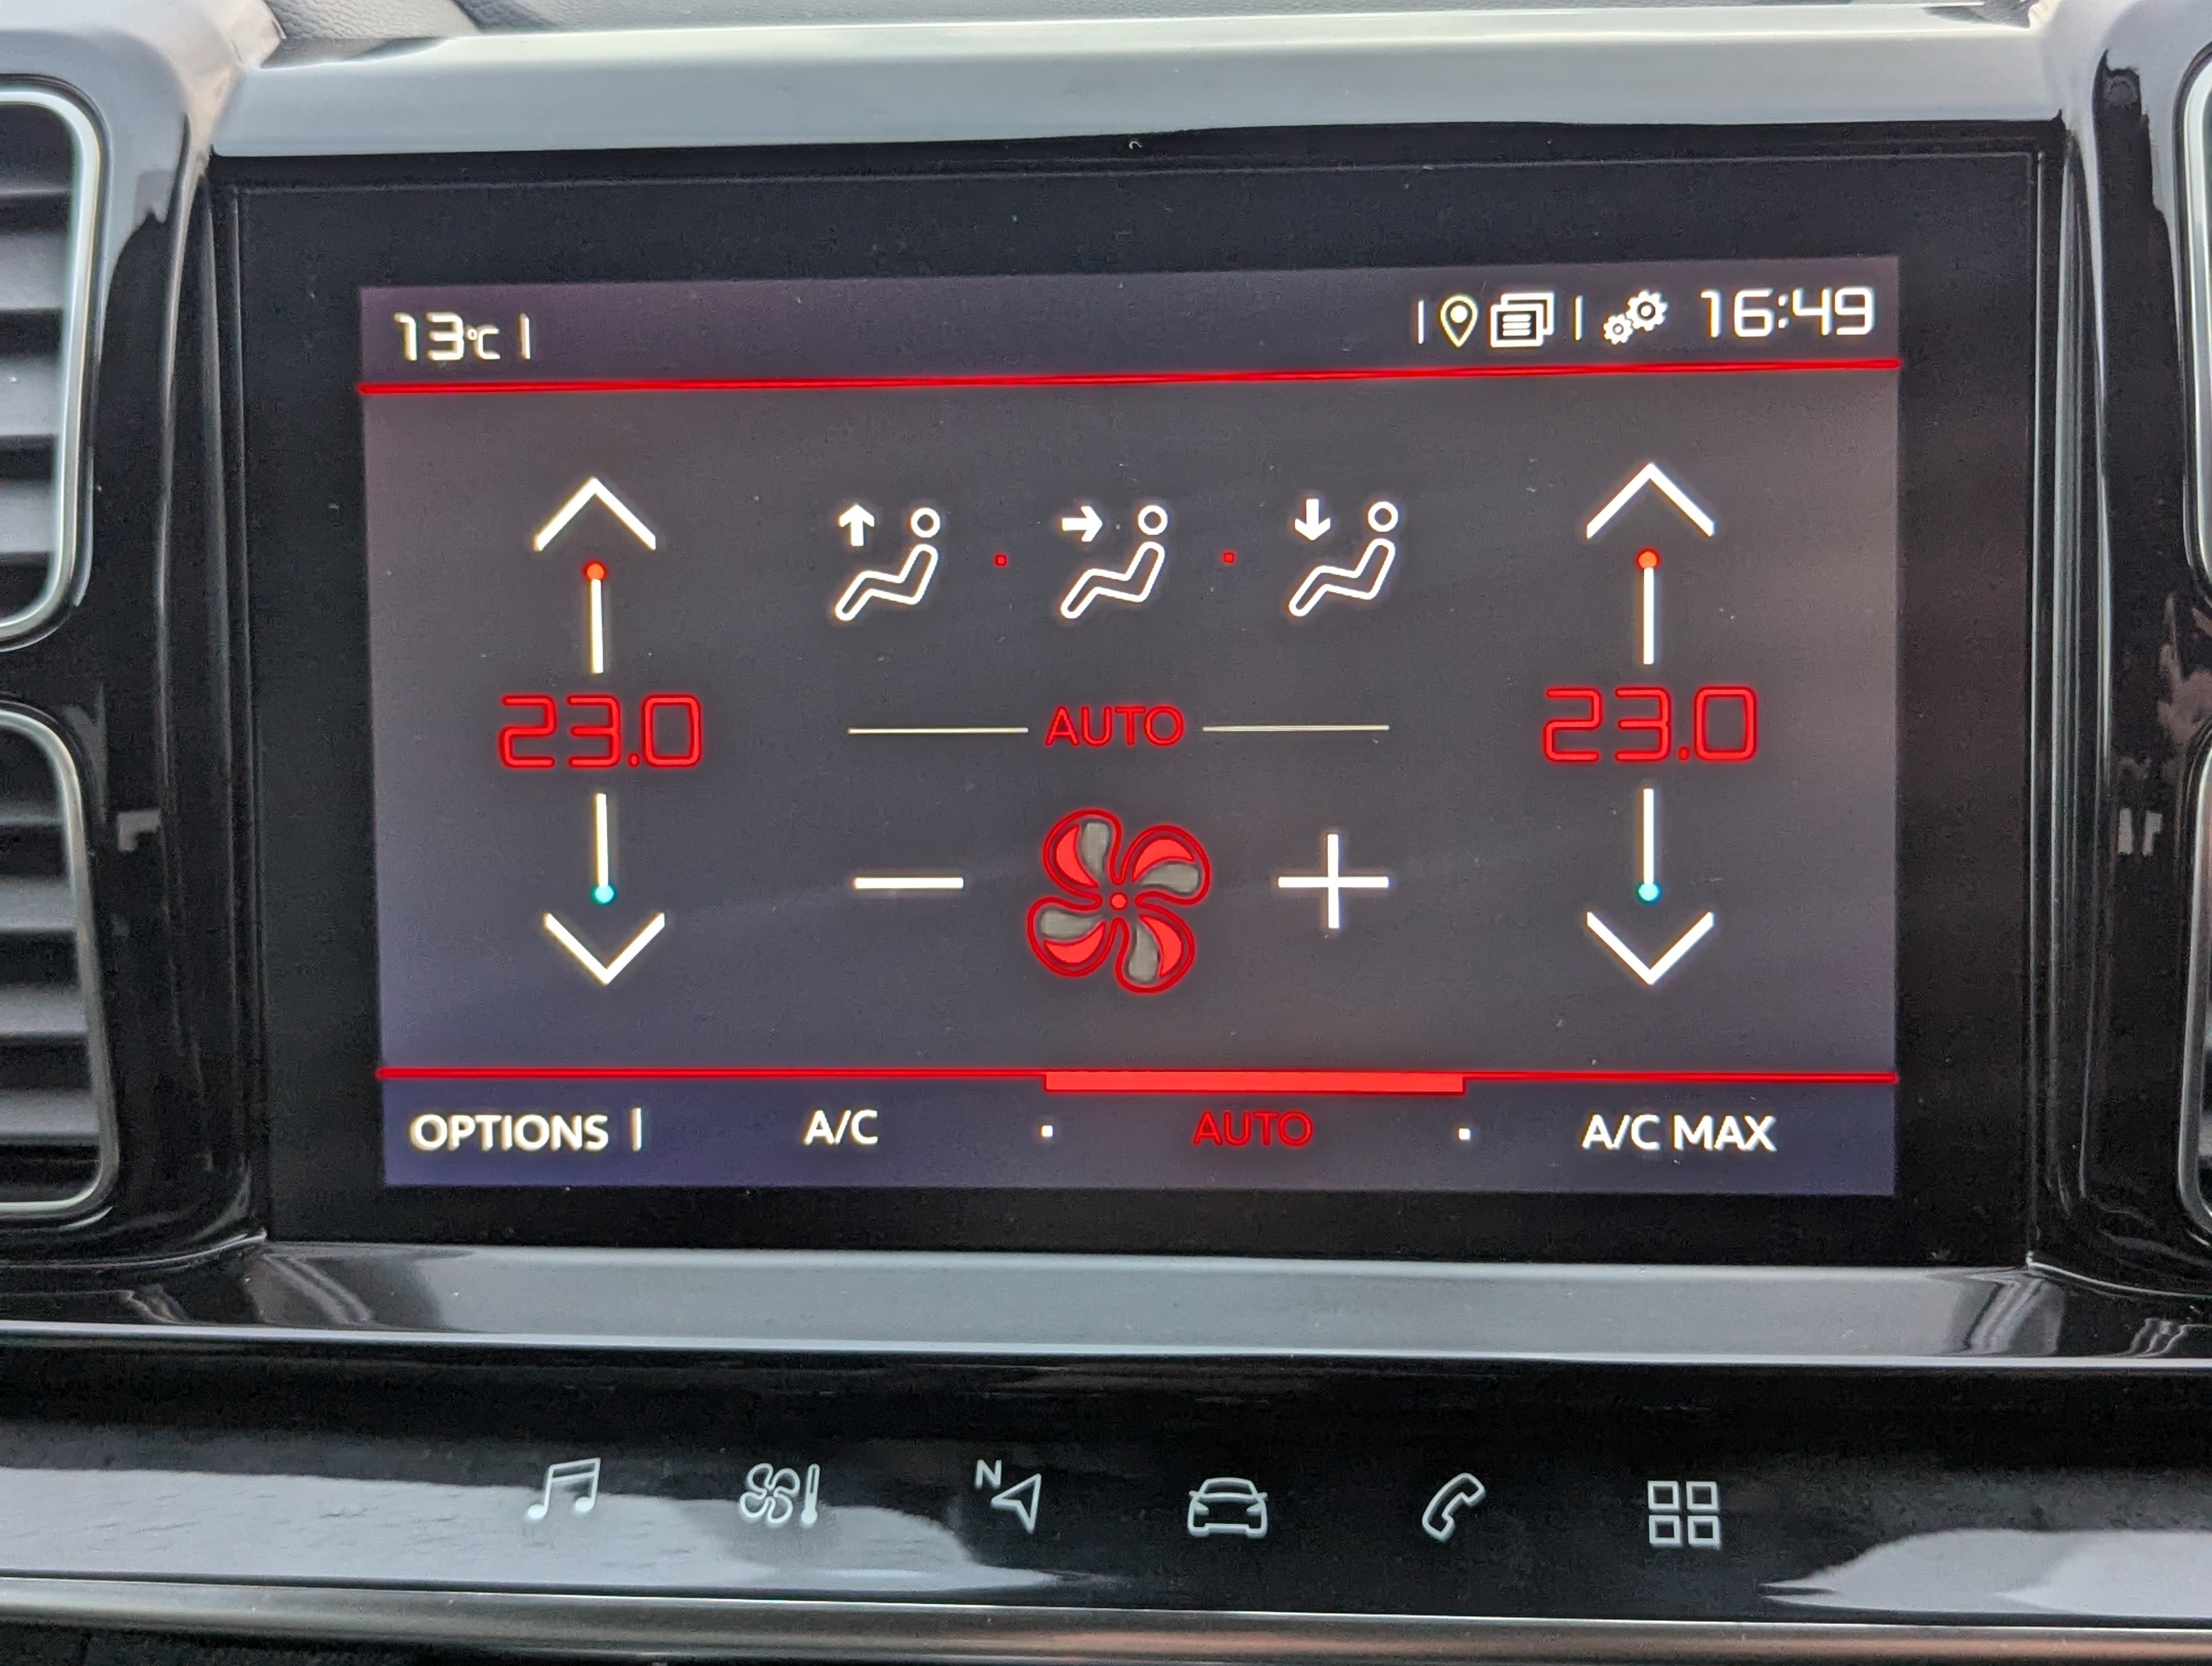 13°C
16:49
23.0
AUTO
23.0
OPTIONS
A/C
AUTO
A/C MAX
N